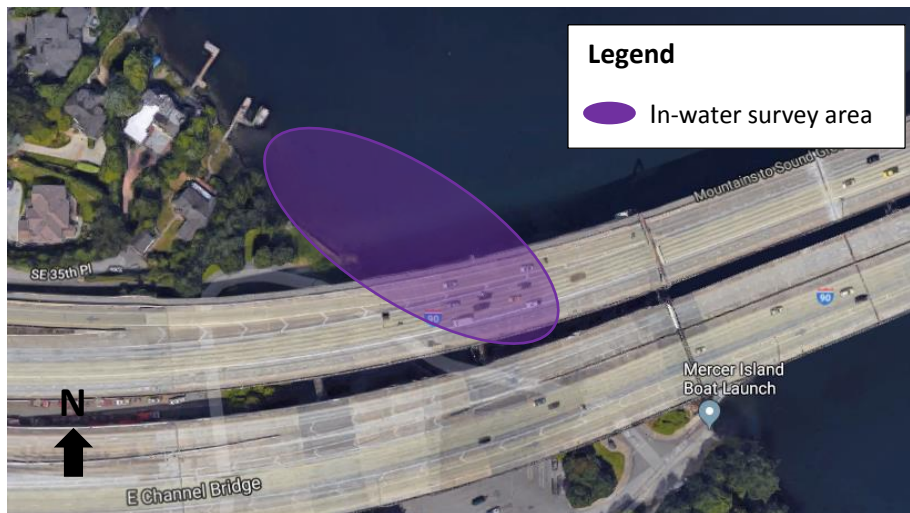 Legend
In-water survey area
Mountains to Sound Gr
SE 35th Pl
90
90
Mercer Island
Boat Launch
N
E Channel Bridge